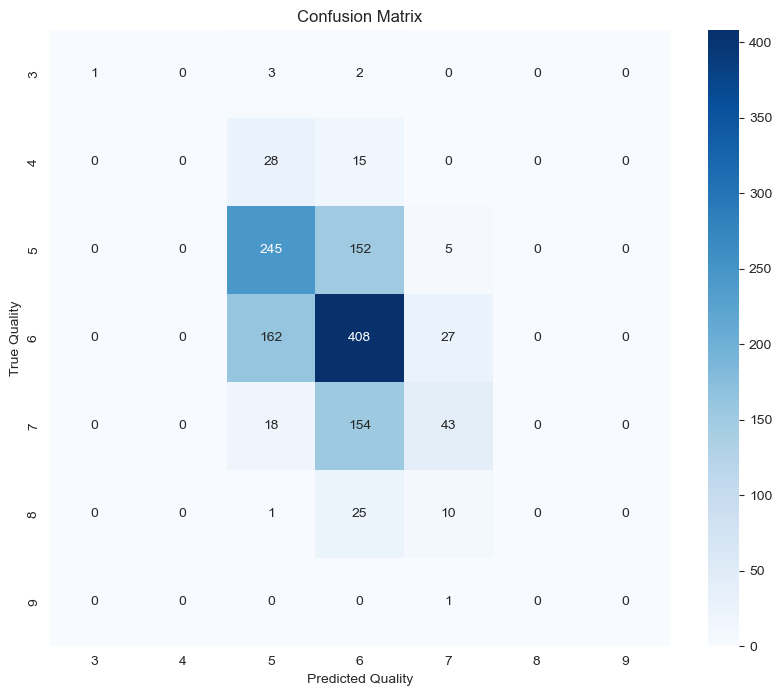 Confusion Matrix
3 1 0 3 2 0 0 0
4 0 0 28 15 0 0 0
5 0 0 245 152 5 0 0
6 0 0 162 408 27 0 0
7 0 0 18 154 43 0 0
8 0 0 1 25 10 0 0
9 0 0 0 0 1 0 0
3 4 5 6 7 8 9
True Quality
Predicted Quality
400
350
300
250
200
150
100
50
0